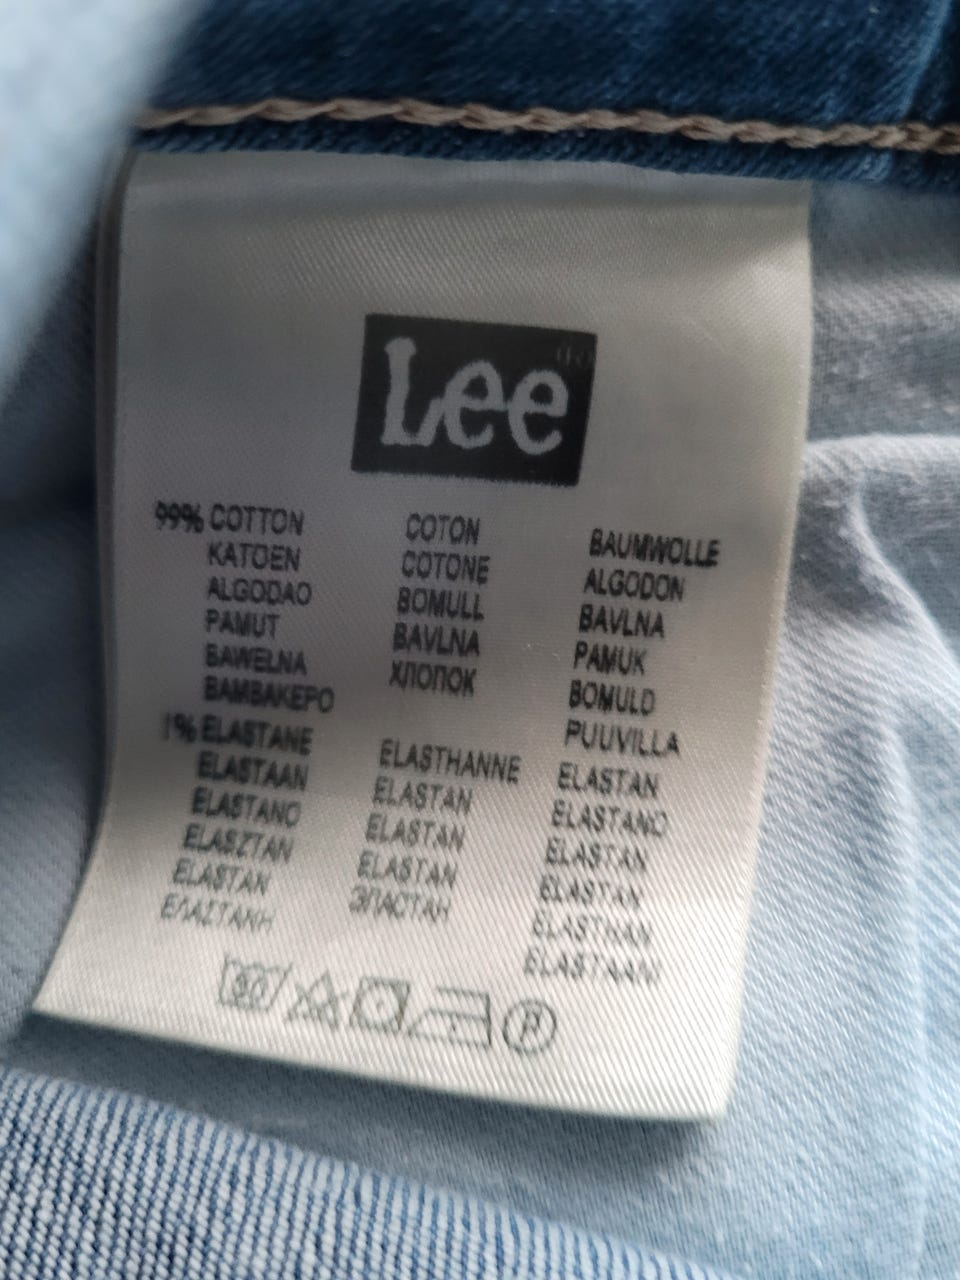 Lee
99% COTTON COTON BAUMWOLLE
KATOEN COTONE ALGODON
ALGODAO BOMULL BAVLNA
PAMUT BAVLNA PAMUK
BAWELNA ХЛОПОК BOMULD
BAMBAKEPO PUUVILLA
1% ELASTANE ELASTHANNE ELASTAN
ELASTAAN ELASTAN ELASTANO
ELASTANO ELASTAN ELASTAN
ELASZTAN ELASTAN ELASTAN
ELASTAN ЭЛАСТАН ELASTHAN
ΕΛΑΣΤΑΝΗ ELASTAANI
P